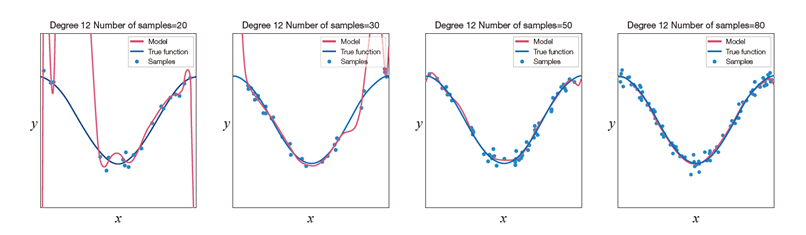 Degree 12 Number of samples=20
Model
True function
Samples
y
x
Degree 12 Number of samples=30
Model
True function
Samples
y
x
Degree 12 Number of samples=50
Model
True function
Samples
y
x
Degree 12 Number of samples=80
Model
True function
Samples
y
x